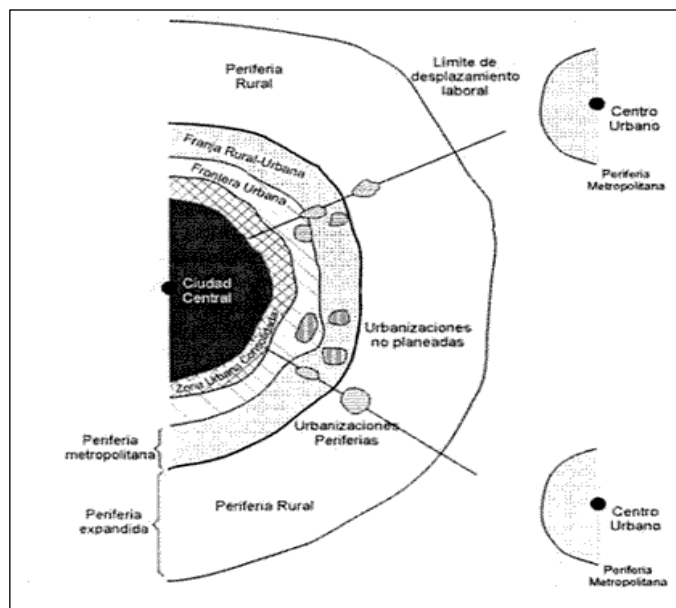 Periferia
Rural
Límite de
desplazamiento
laboral
Centro
Urbano
Periferia
Metropolitana
Franja Rural-Urbana
Frontera Urbana
Ciudad
Central
Zona Urbana Consolidada
Urbanizaciones
no planeadas
Urbanizaciones
Periferias
Periferia
metropolitana
Periferia
expandida
Periferia Rural
Centro
Urbano
Periferia
Metropolitana